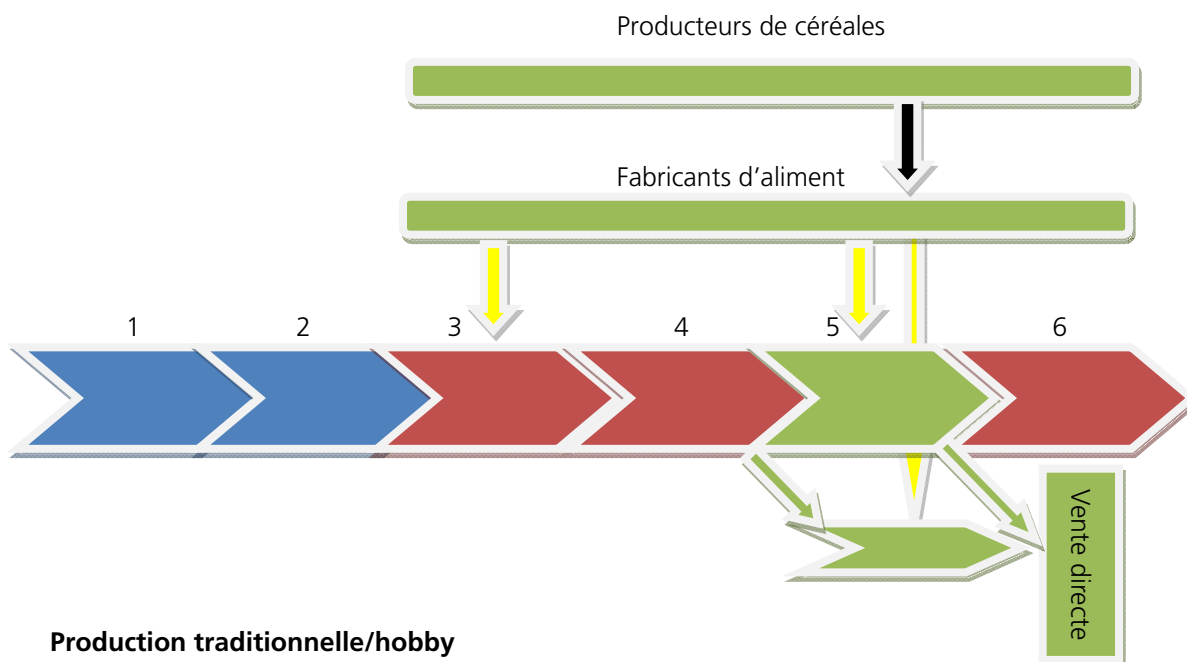 Producteurs de céréales
Fabricants d’aliment
1 2 3 4 5 6
Vente directe
Production traditionnelle/hobby